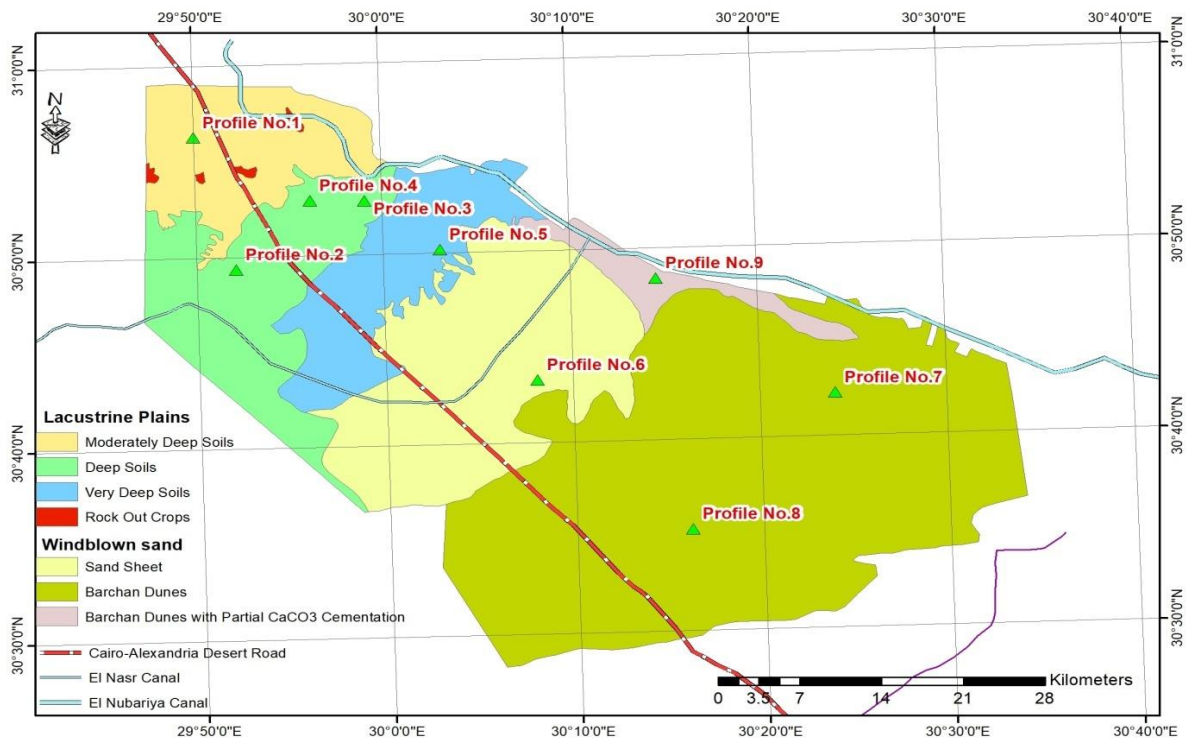 29°50'0"E 30°0'0"E 30°10'0"E 30°20'0"E 30°30'0"E 30°40'0"E
31°0'0"N
31°0'0"N
N
Profile No.1
Profile No.4
Profile No.3
Profile No.5
Profile No.2
Profile No.9
30°50'0"N
30°50'0"N
Profile No.6
Profile No.7
Lacustrine Plains
Moderately Deep Soils
30°40'0"N
30°40'0"N
Deep Soils
Very Deep Soils
Profile No.8
Rock Out Crops
Windblown sand
Sand Sheet
Barchan Dunes
Barchan Dunes with Partial CaCO3 Cementation
30°30'0"N
30°30'0"N
Cairo-Alexandria Desert Road
El Nasr Canal
El Nubariya Canal
Kilometers
0 3.5 7 14 21 28
29°50'0"E 30°0'0"E 30°10'0"E 30°20'0"E 30°30'0"E 30°40'0"E